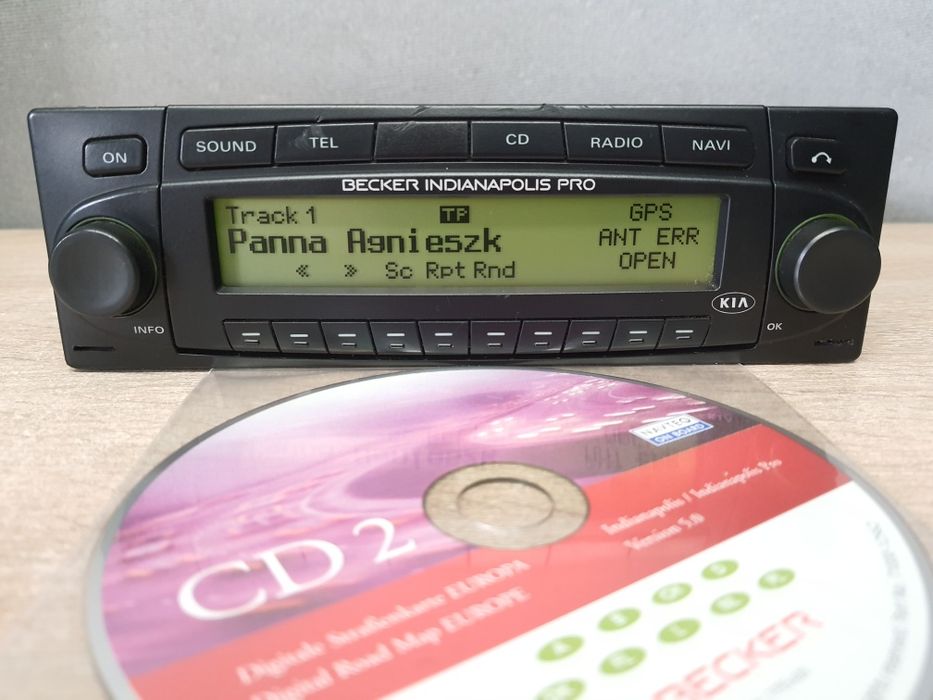 ON
SOUND
TEL
CD
RADIO
NAVI
BECKER INDIANAPOLIS PRO
Track 1 TP GPS
Panna Agnieszk ANT ERR
« » Sc Rpt Rnd OPEN
KIA
INFO
OK
NAVTEQ
ON BOARD
CD 2
Indianapolis / Indianapolis Pro
Version 5.0
Digitale Straßenkarte EUROPA
Digital Road Map EUROPE
BECKER